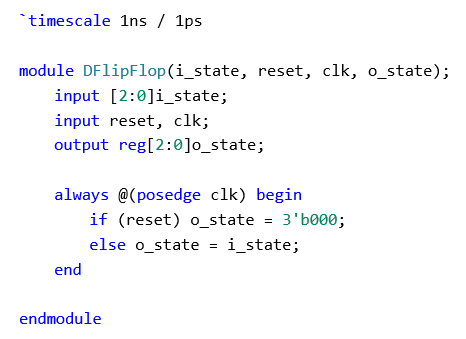 `timescale 1ns / 1ps
module DFlipFlop(i_state, reset, clk, o_state);
input [2:0]i_state;
input reset, clk;
output reg[2:0]o_state;
always @(posedge clk) begin
if (reset) o_state = 3'b000;
else o_state = i_state;
end
endmodule